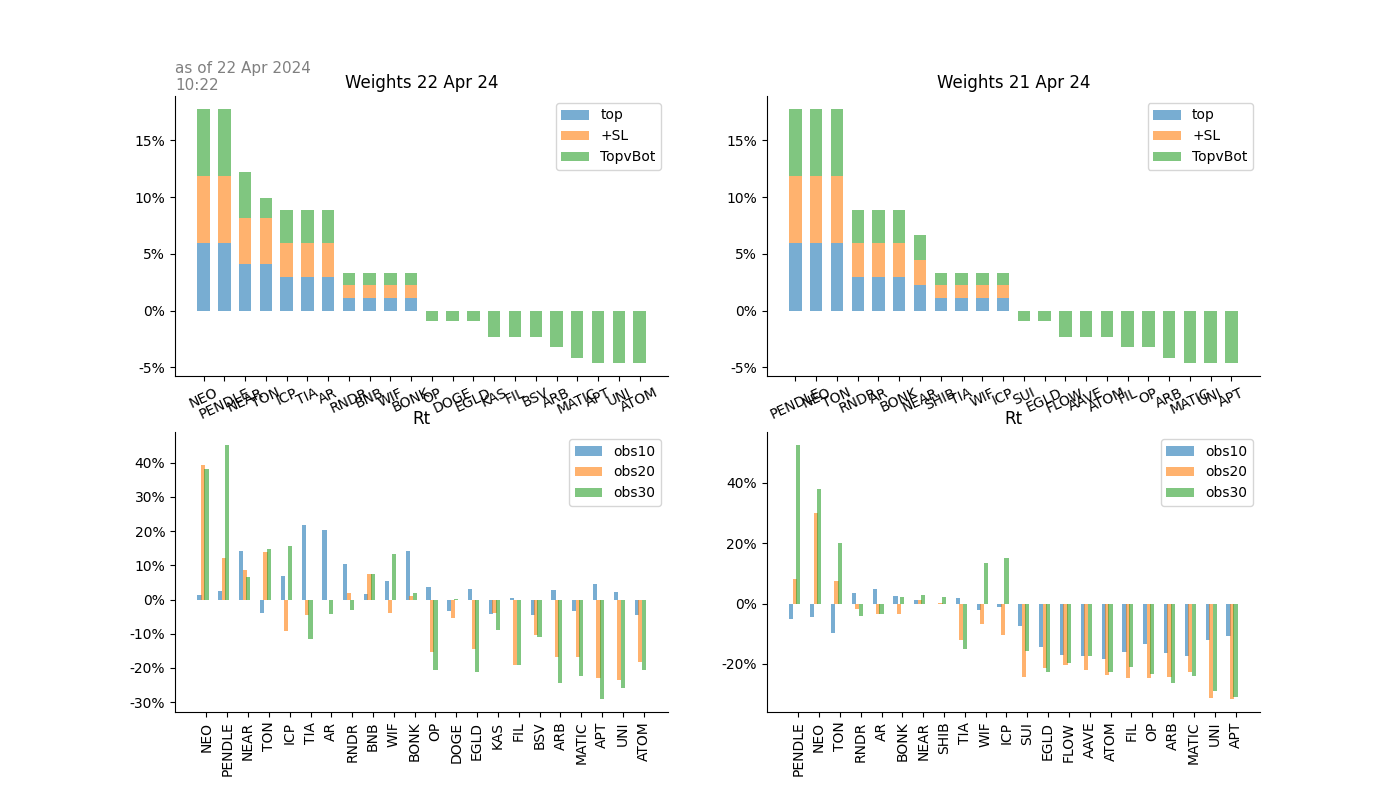 as of 22 Apr 2024
10:22
Weights 22 Apr 24
top
+SL
TopvBot
15%
10%
5%
0%
-5%
NEO PENDLE NEAR TON ICP TIA AR RNDR BNB WIF BONK OP DOGE EGLD KAS FIL BSV ARB MATIC APT UNI ATOM
Weights 21 Apr 24
top
+SL
TopvBot
15%
10%
5%
0%
-5%
PENDLE NEO TON RNDR AR BONK NEAR SHIB TIA WIF ICP SUI EGLD FLOW AAVE ATOM FIL OP ARB MATIC UNI APT
Rt
obs10
obs20
obs30
40%
30%
20%
10%
0%
-10%
-20%
-30%
NEO PENDLE NEAR TON ICP TIA AR RNDR BNB WIF BONK OP DOGE EGLD KAS FIL BSV ARB MATIC APT UNI ATOM
Rt
obs10
obs20
obs30
40%
20%
0%
-20%
PENDLE NEO TON RNDR AR BONK NEAR SHIB TIA WIF ICP SUI EGLD FLOW AAVE ATOM FIL OP ARB MATIC UNI APT